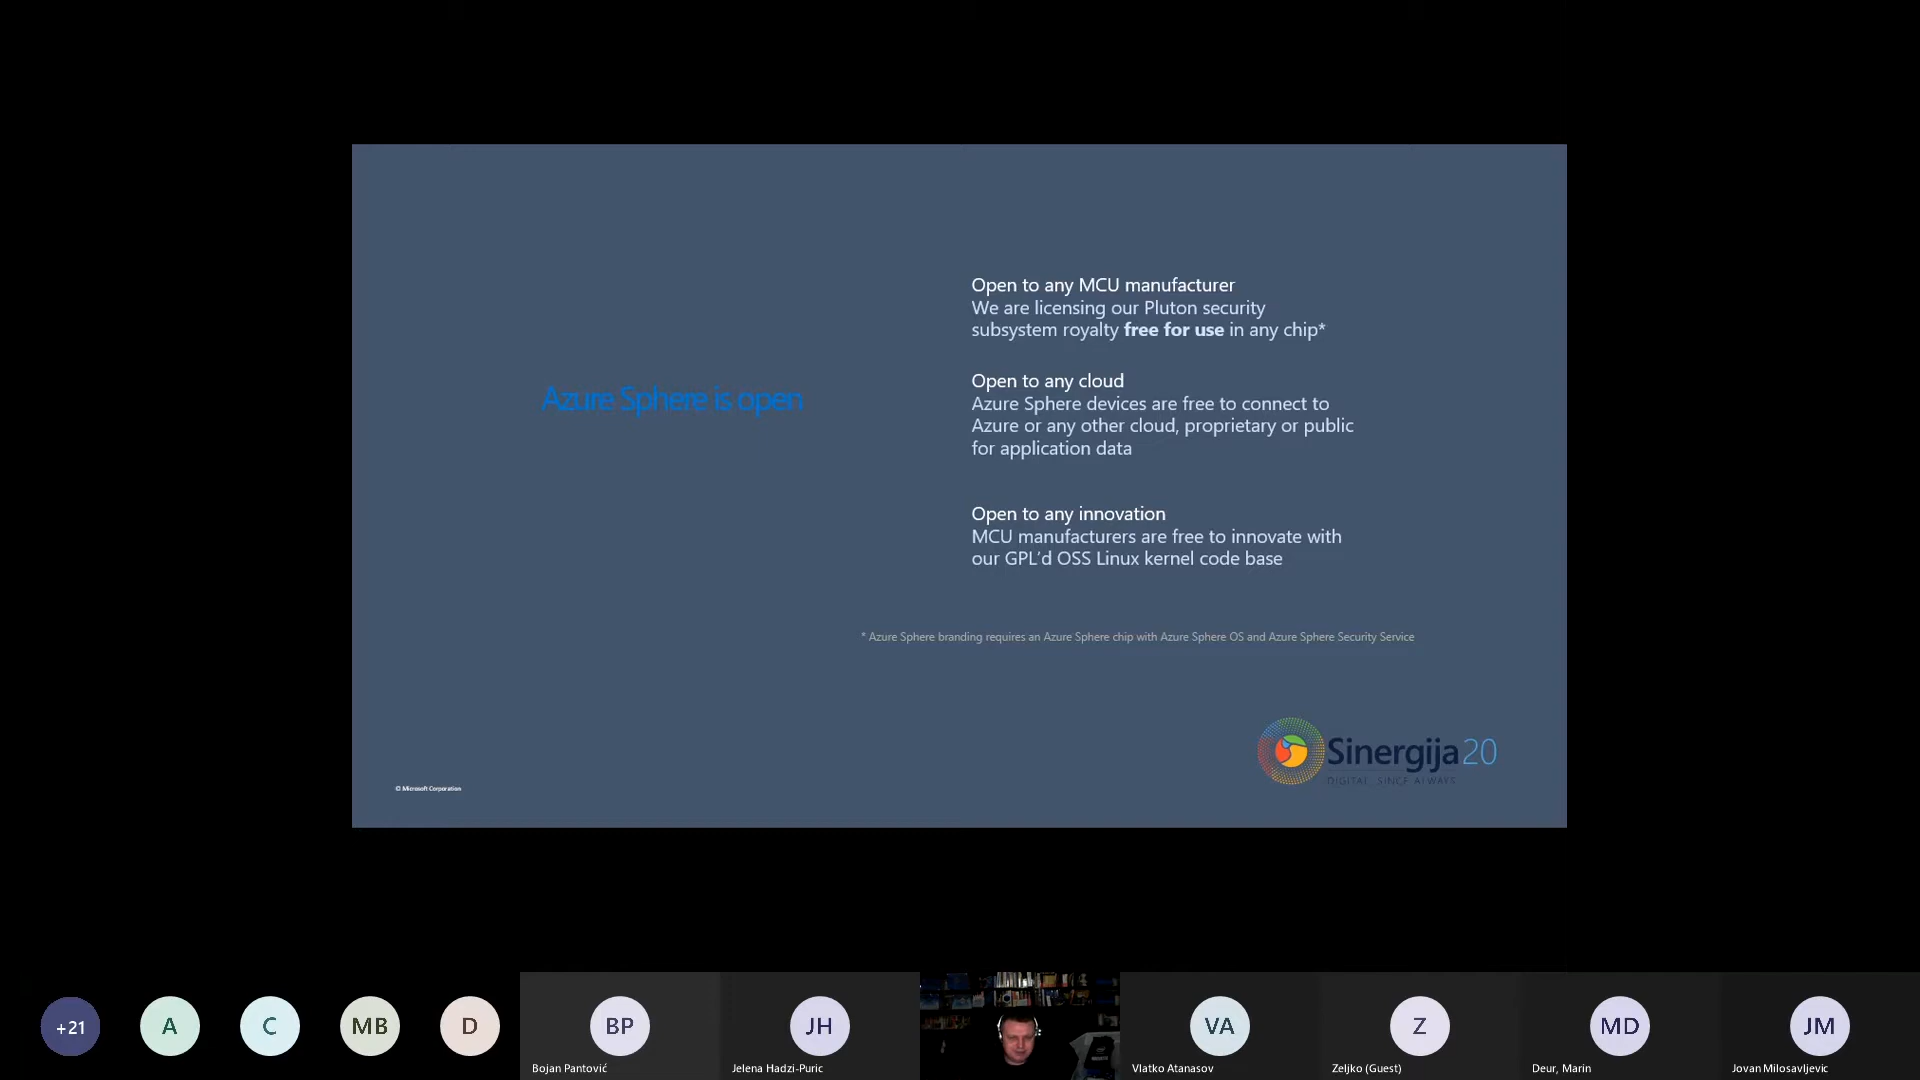 Azure Sphere is open
Open to any MCU manufacturer
We are licensing our Pluton security
subsystem royalty free for use in any chip*
Open to any cloud
Azure Sphere devices are free to connect to
Azure or any other cloud, proprietary or public
for application data
Open to any innovation
MCU manufacturers are free to innovate with
our GPL'd OSS Linux kernel code base
* Azure Sphere branding requires an Azure Sphere chip with Azure Sphere OS and Azure Sphere Security Service
Sinergija20
DIGITAL. SINCE ALWAYS.
© Microsoft Corporation
+21
A
C
MB
D
BP
Bojan Pantović
JH
Jelena Hadzi-Puric
VA
Vlatko Atanasov
Z
Zeljko (Guest)
MD
Deur, Marin
JM
Jovan Milosavljevic